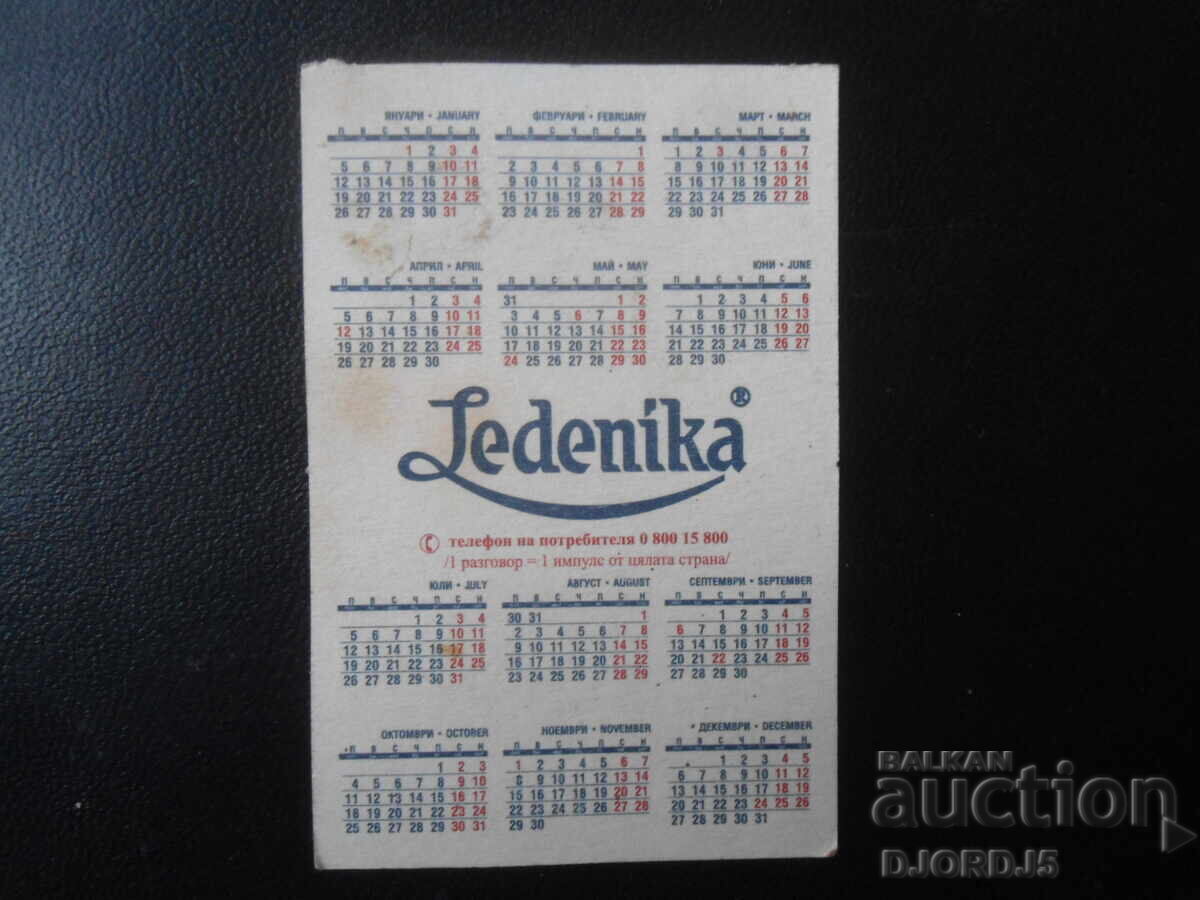 ЯНУАРИ • JANUARY
П В С Ч П С Н
1 2 3 4
5 6 7 8 9 10 11
12 13 14 15 16 17 18
19 20 21 22 23 24 25
26 27 28 29 30 31
ФЕВРУАРИ • FEBRUARY
П В С Ч П С Н
1
2 3 4 5 6 7 8
9 10 11 12 13 14 15
16 17 18 19 20 21 22
23 24 25 26 27 28 29
МАРТ • MARCH
П В С Ч П С Н
1 2 3 4 5 6 7
8 9 10 11 12 13 14
15 16 17 18 19 20 21
22 23 24 25 26 27 28
29 30 31
АПРИЛ • APRIL
П В С Ч П С Н
1 2 3 4
5 6 7 8 9 10 11
12 13 14 15 16 17 18
19 20 21 22 23 24 25
26 27 28 29 30
МАЙ • MAY
П В С Ч П С Н
31 1 2
3 4 5 6 7 8 9
10 11 12 13 14 15 16
17 18 19 20 21 22 23
24 25 26 27 28 29 30
ЮНИ • JUNE
П В С Ч П С Н
1 2 3 4 5 6
7 8 9 10 11 12 13
14 15 16 17 18 19 20
21 22 23 24 25 26 27
28 29 30
Ledenika®
телефон на потребителя 0 800 15 800
/1 разговор = 1 импулс от цялата страна/
ЮЛИ • JULY
П В С Ч П С Н
1 2 3 4
5 6 7 8 9 10 11
12 13 14 15 16 17 18
19 20 21 22 23 24 25
26 27 28 29 30 31
АВГУСТ • AUGUST
П В С Ч П С Н
30 31 1
2 3 4 5 6 7 8
9 10 11 12 13 14 15
16 17 18 19 20 21 22
23 24 25 26 27 28 29
СЕПТЕМВРИ • SEPTEMBER
П В С Ч П С Н
1 2 3 4 5
6 7 8 9 10 11 12
13 14 15 16 17 18 19
20 21 22 23 24 25 26
27 28 29 30
ОКТОМВРИ • OCTOBER
П В С Ч П С Н
1 2 3
4 5 6 7 8 9 10
11 12 13 14 15 16 17
18 19 20 21 22 23 24
25 26 27 28 29 30 31
НОЕМВРИ • NOVEMBER
П В С Ч П С Н
1 2 3 4 5 6 7
8 9 10 11 12 13 14
15 16 17 18 19 20 21
22 23 24 25 26 27 28
29 30
ДЕКЕМВРИ • DECEMBER
П В С Ч П С Н
1 2 3 4 5
6 7 8 9 10 11 12
13 14 15 16 17 18 19
20 21 22 23 24 25 26
27 28 29 30 31
BALKAN
auction
DJORDJ5